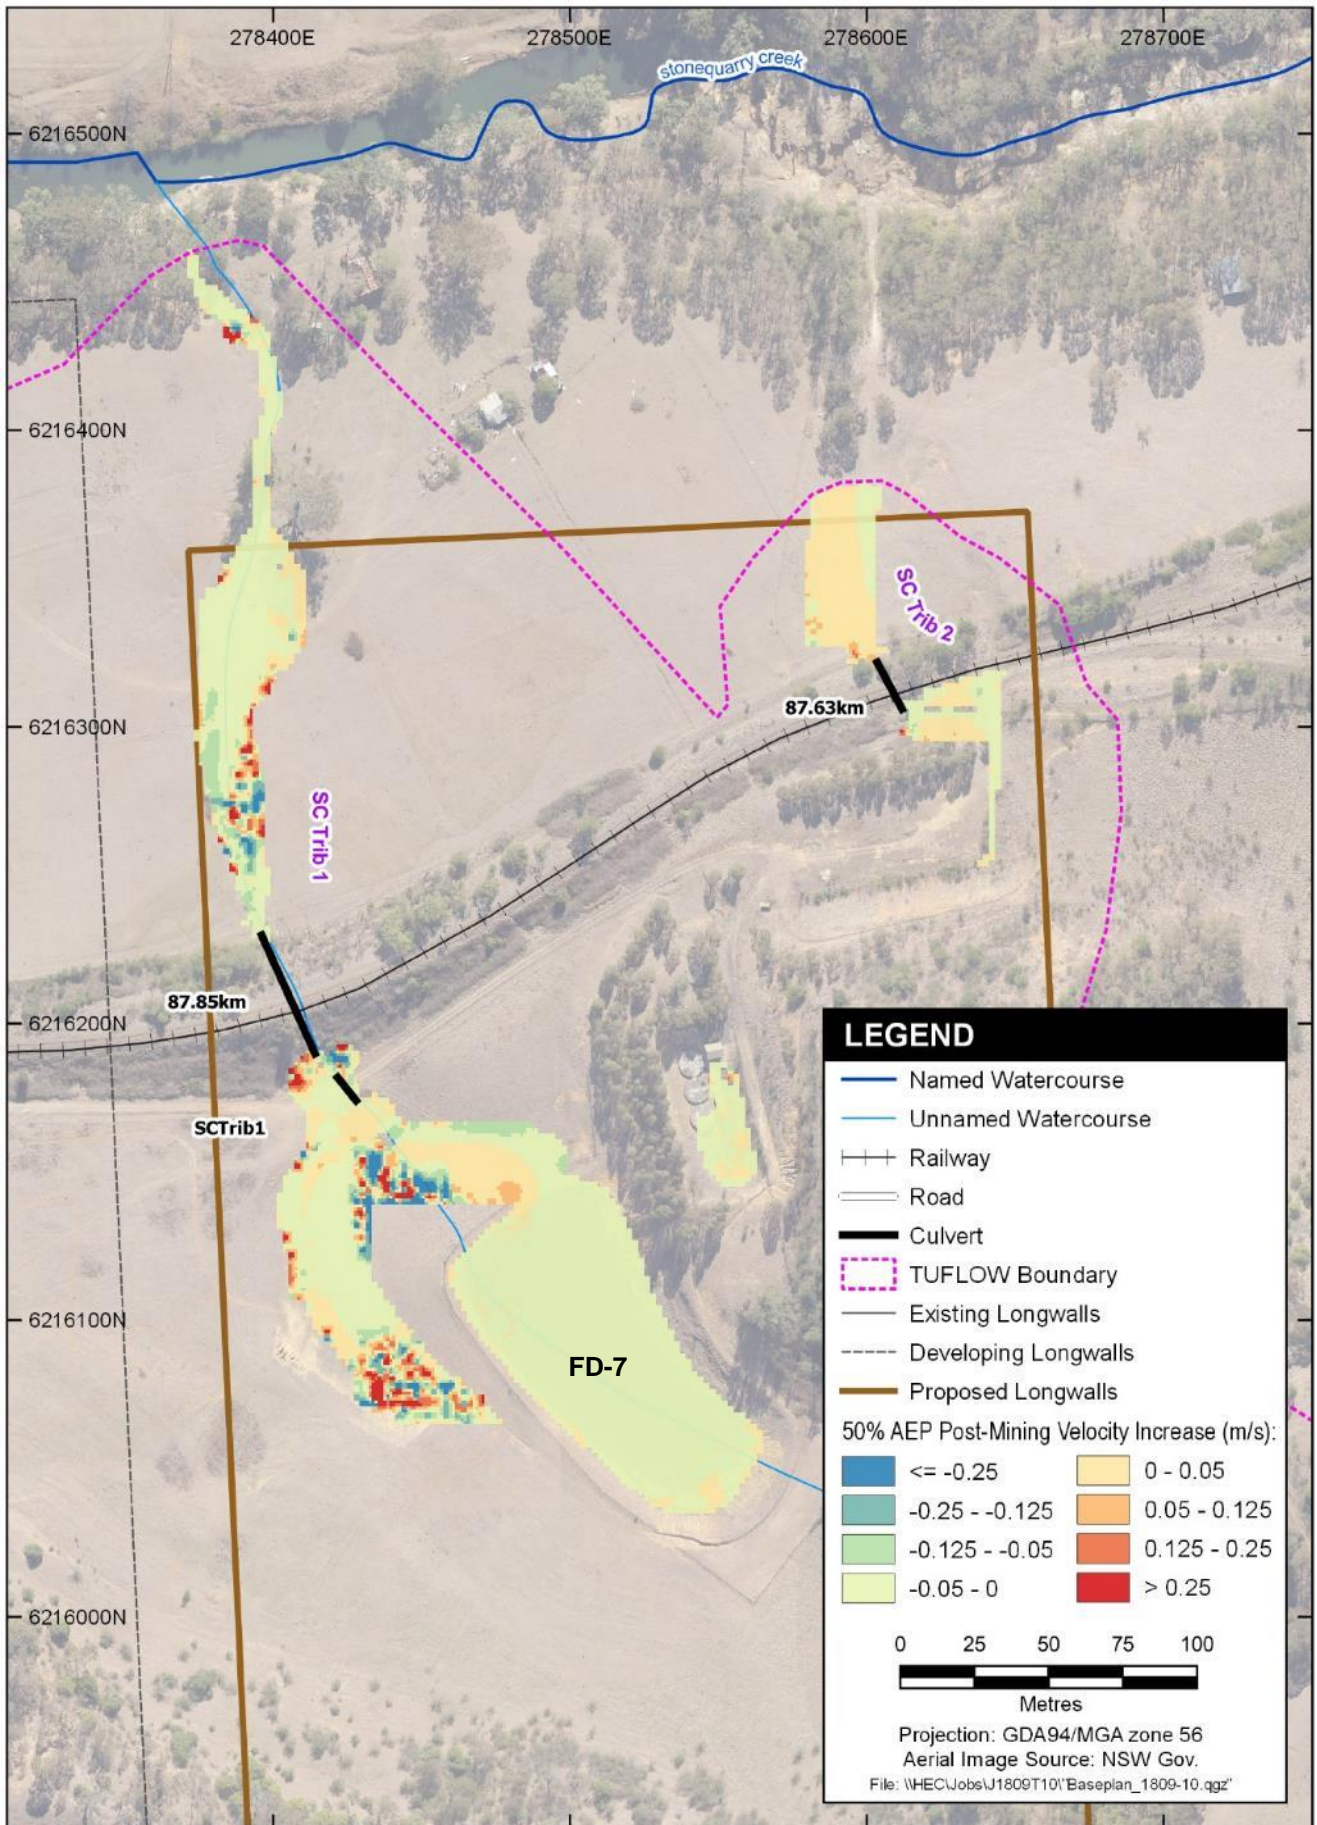 278400E 278500E 278600E 278700E
stonequarry creek
6216500N
6216400N
SC Trib 2
87.63km
6216300N
SC Trib 1
87.85km
6216200N
SCTrib1
6216100N
FD-7
6216000N
LEGEND
Named Watercourse
Unnamed Watercourse
Railway
Road
Culvert
TUFLOW Boundary
Existing Longwalls
Developing Longwalls
Proposed Longwalls
50% AEP Post-Mining Velocity Increase (m/s):
<= -0.25 0 - 0.05
-0.25 - -0.125 0.05 - 0.125
-0.125 - -0.05 0.125 - 0.25
-0.05 - 0 > 0.25
0 25 50 75 100
Metres
Projection: GDA94/MGA zone 56
Aerial Image Source: NSW Gov.
File: \\HEC\Jobs\J1809T10\"Baseplan_1809-10.qgz"